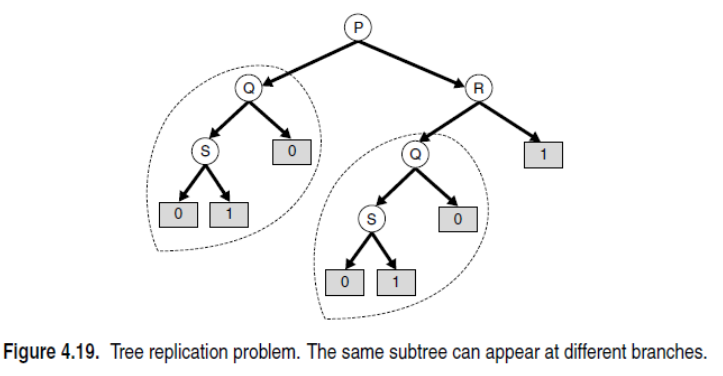 P
Q
R
S
0
Q
1
0
1
S
0
0
1
Figure 4.19. Tree replication problem. The same subtree can appear at different branches.